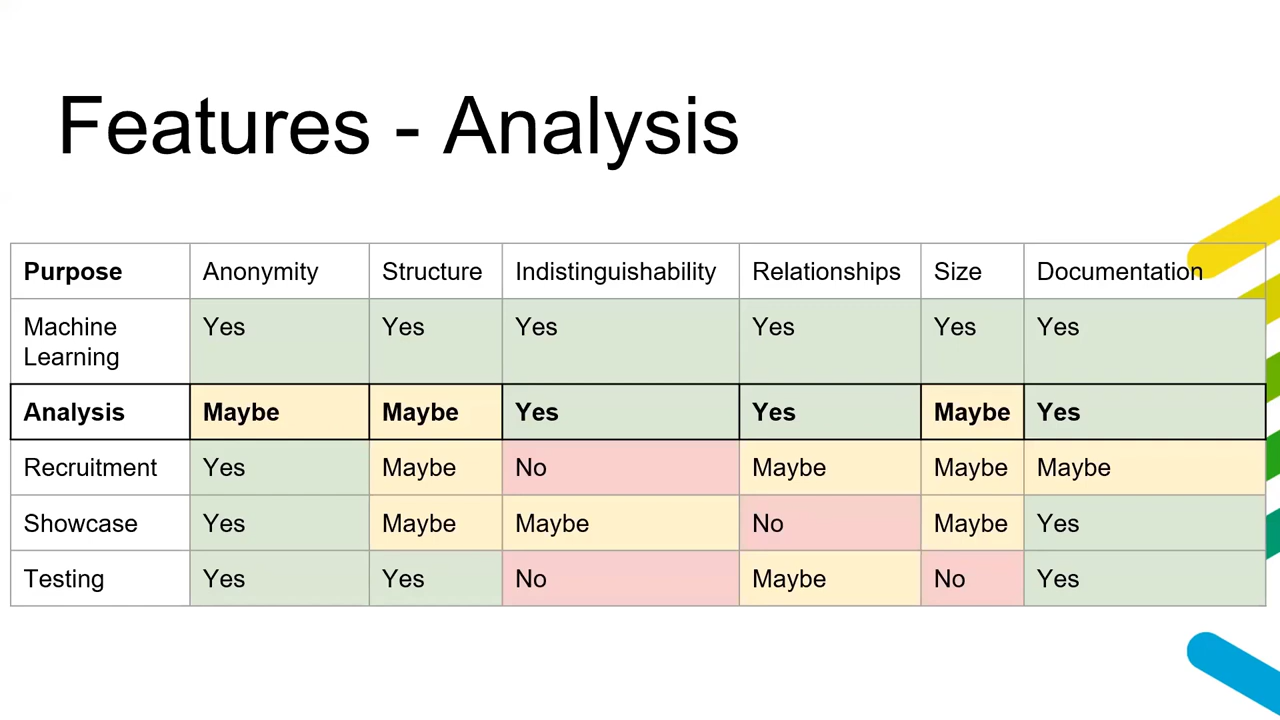 Features - Analysis
Purpose Anonymity Structure Indistinguishability Relationships Size Documentation
Machine Learning Yes Yes Yes Yes Yes Yes
Analysis Maybe Maybe Yes Yes Maybe Yes
Recruitment Yes Maybe No Maybe Maybe Maybe
Showcase Yes Maybe Maybe No Maybe Yes
Testing Yes Yes No Maybe No Yes